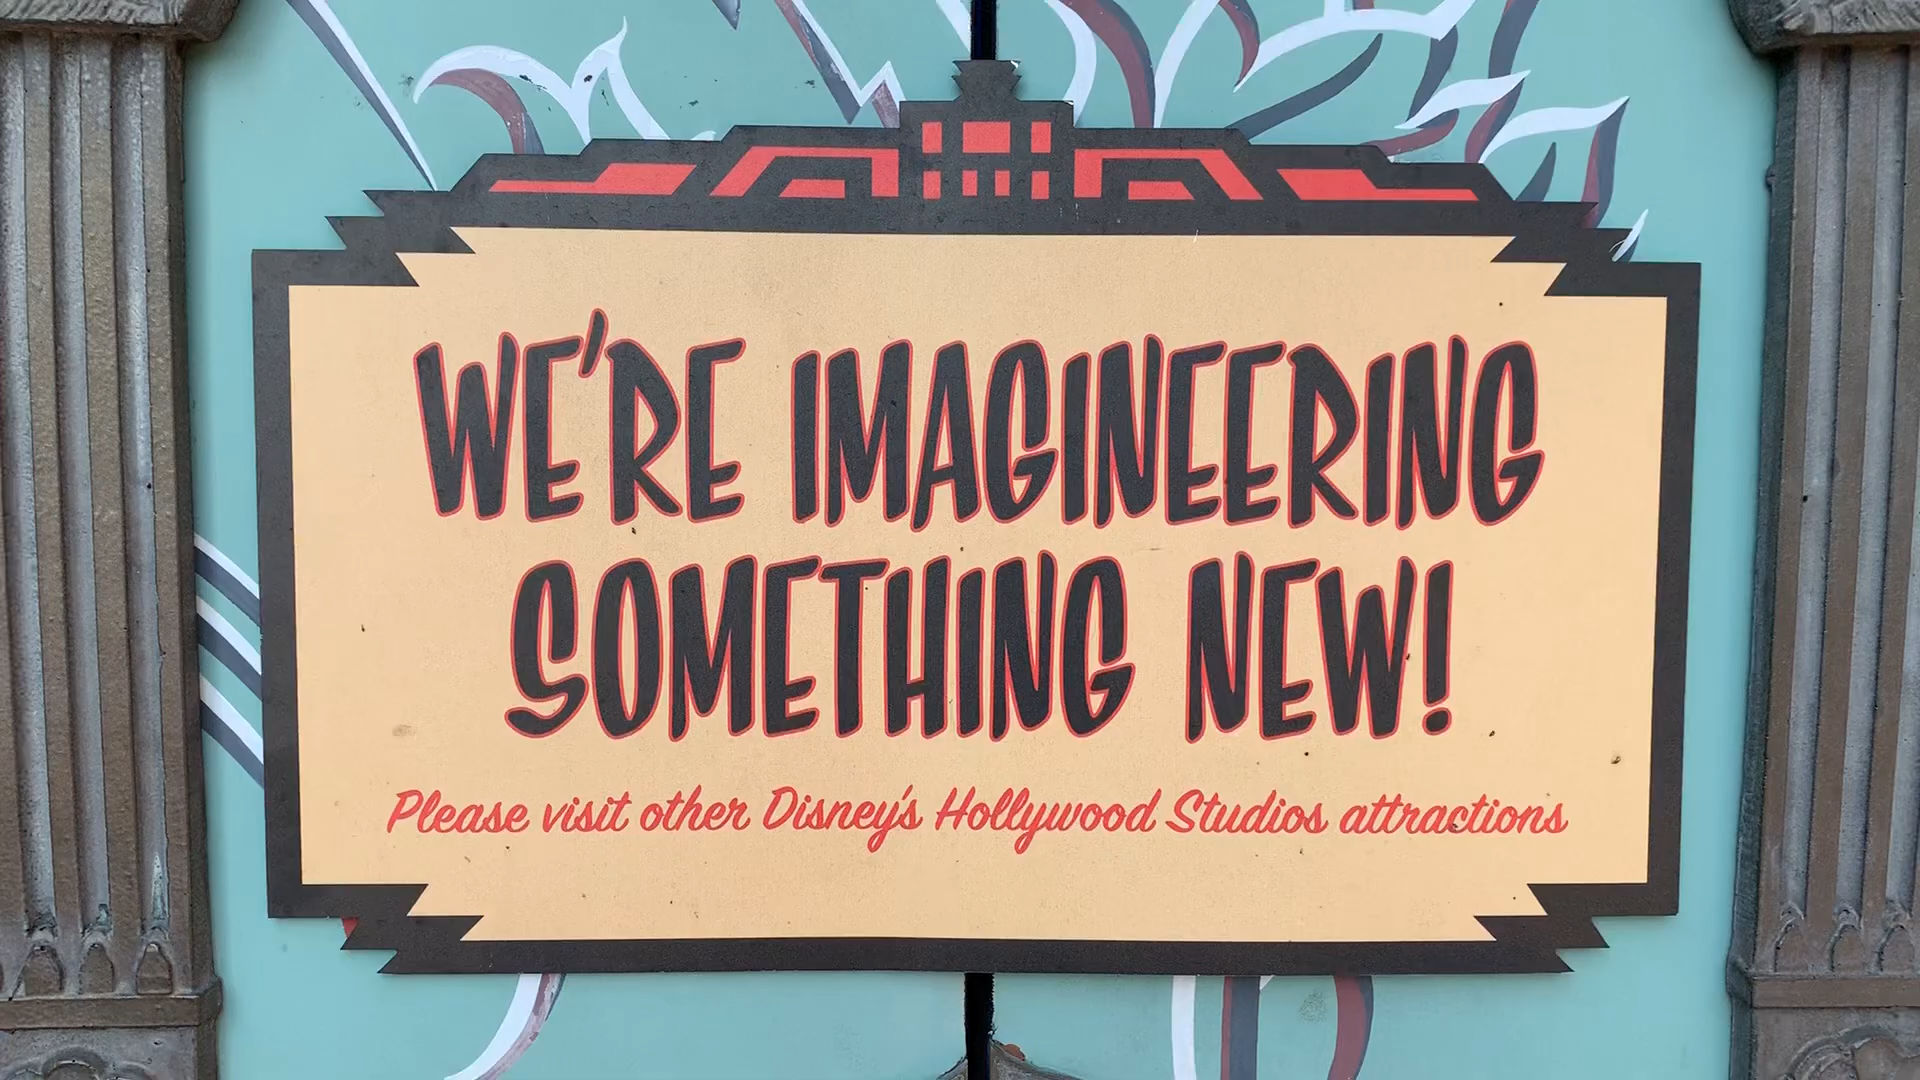 WE'RE IMAGINEERING
SOMETHING NEW!
Please visit other Disney's Hollywood Studios attractions